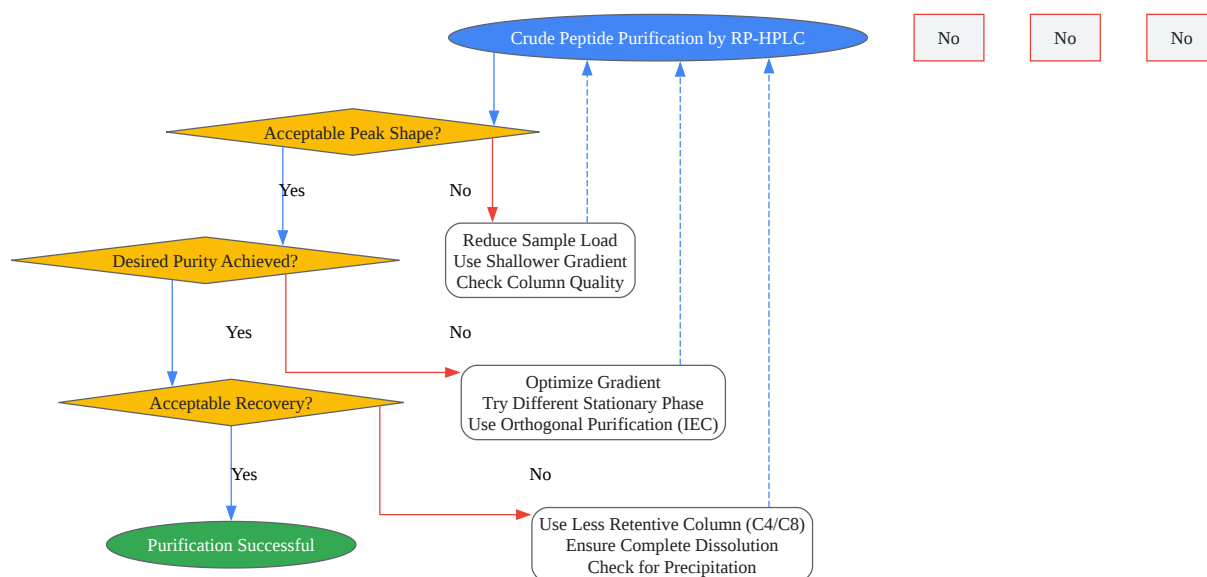 Crude Peptide Purification by RP-HPLC
No
No
No
Acceptable Peak Shape?
Yes
No
Reduce Sample Load
Use Shallower Gradient
Check Column Quality
Desired Purity Achieved?
Yes
No
Optimize Gradient
Try Different Stationary Phase
Use Orthogonal Purification (IEC)
Acceptable Recovery?
Yes
No
Use Less Retentive Column (C4/C8)
Ensure Complete Dissolution
Check for Precipitation
Purification Successful